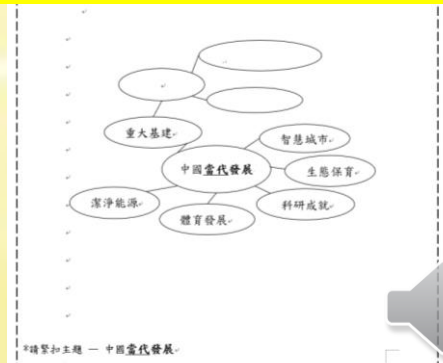 重大基建
智慧城市
中國當代發展
生態保育
潔淨能源
科研成就
體育發展
*請緊扣主題 — 中國當代發展